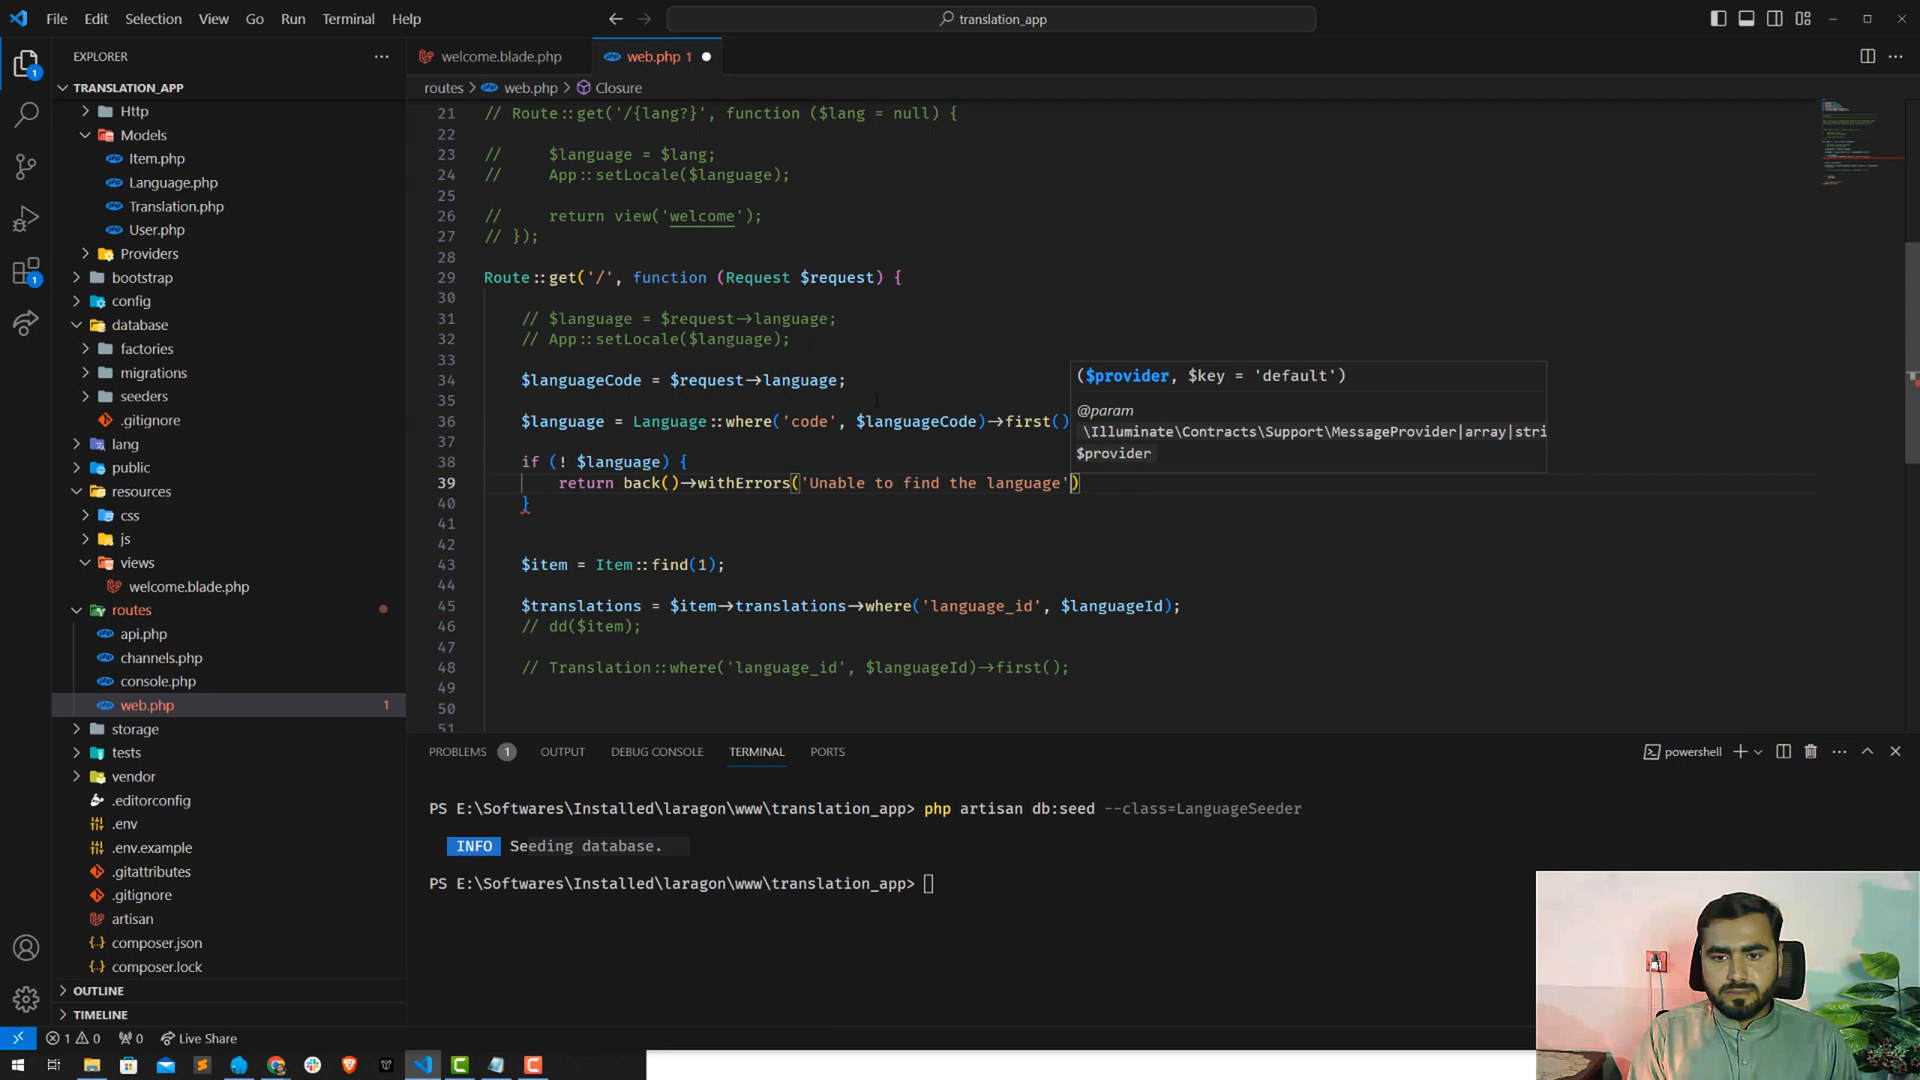 File Edit Selection View Go Run Terminal Help
translation_app
EXPLORER
welcome.blade.php
web.php 1
TRANSLATION_APP
routes > web.php > Closure
Http
Models
Item.php
Language.php
Translation.php
User.php
Providers
bootstrap
config
database
factories
migrations
seeders
.gitignore
lang
public
resources
css
js
views
welcome.blade.php
routes
api.php
channels.php
console.php
web.php 1
storage
tests
vendor
.editorconfig
.env
.env.example
.gitattributes
.gitignore
artisan
composer.json
composer.lock
OUTLINE
TIMELINE
21 // Route::get('/{lang?}', function ($lang = null) {
22
23 // $language = $lang;
24 // App::setLocale($language);
25
26 // return view('welcome');
27 // });
28
29 Route::get('/', function (Request $request) {
30
31 // $language = $request->language;
32 // App::setLocale($language);
33
34 $languageCode = $request->language;
35
36 $language = Language::where('code', $languageCode)->first()
37
38 if (! $language) {
39 return back()->withErrors('Unable to find the language')
40 }
41
42
43 $item = Item::find(1);
44
45 $translations = $item->translations->where('language_id', $languageId);
46 // dd($item);
47
48 // Translation::where('language_id', $languageId)->first();
49
50
51
($provider, $key = 'default')
@param
\Illuminate\Contracts\Support\MessageProvider|array|stri
$provider
PROBLEMS 1 OUTPUT DEBUG CONSOLE TERMINAL PORTS
powershell
PS E:\Softwares\Installed\laragon\www\translation_app> php artisan db:seed --class=LanguageSeeder
INFO Seeding database.
PS E:\Softwares\Installed\laragon\www\translation_app>
1 0 0 Live Share